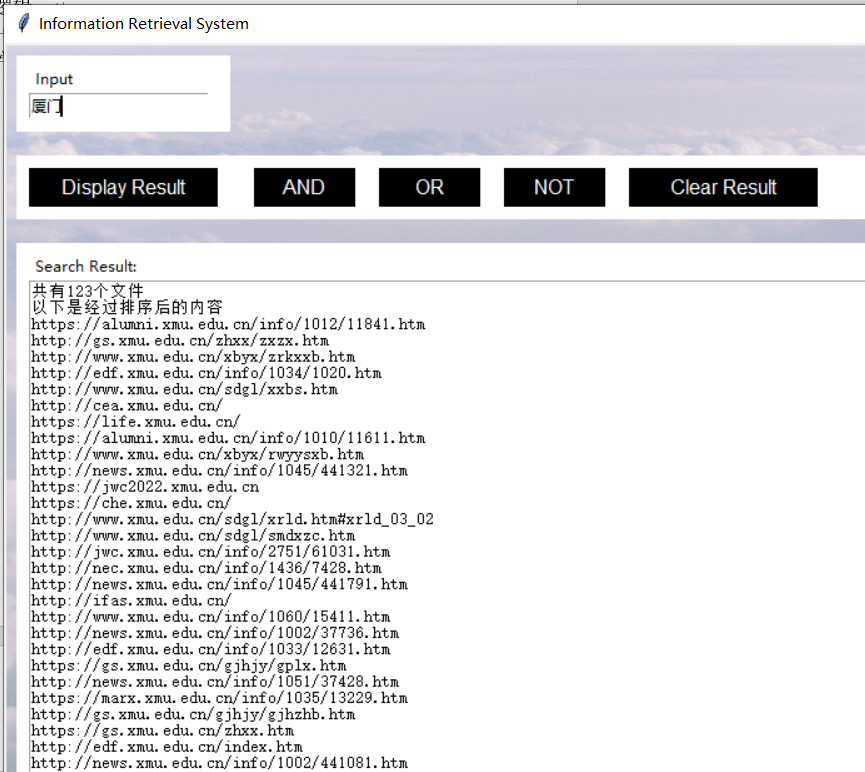 Information Retrieval System
Input
厦门
Display Result
AND
OR
NOT
Clear Result
Search Result:
共有123个文件
以下是经过排序后的内容
https://alumni.xmu.edu.cn/info/1012/11841.htm
http://gs.xmu.edu.cn/zhxx/zxzx.htm
http://www.xmu.edu.cn/xbyx/zrkxxb.htm
http://edf.xmu.edu.cn/info/1034/1020.htm
http://www.xmu.edu.cn/sdgl/xxbs.htm
http://cea.xmu.edu.cn/
https://life.xmu.edu.cn/
https://alumni.xmu.edu.cn/info/1010/11611.htm
http://www.xmu.edu.cn/xbyx/rwyysxb.htm
http://news.xmu.edu.cn/info/1045/441321.htm
https://jwc2022.xmu.edu.cn
https://che.xmu.edu.cn/
http://www.xmu.edu.cn/sdgl/xrld.htm#xrld_03_02
http://www.xmu.edu.cn/sdgl/smdxzc.htm
http://jwc.xmu.edu.cn/info/2751/61031.htm
http://nec.xmu.edu.cn/info/1436/7428.htm
http://news.xmu.edu.cn/info/1045/441791.htm
http://ifas.xmu.edu.cn/
http://www.xmu.edu.cn/info/1060/15411.htm
http://news.xmu.edu.cn/info/1002/37736.htm
http://edf.xmu.edu.cn/info/1033/12631.htm
https://gs.xmu.edu.cn/gjhjy/gplx.htm
http://news.xmu.edu.cn/info/1051/37428.htm
https://marx.xmu.edu.cn/info/1035/13229.htm
http://gs.xmu.edu.cn/gjhjy/gjhzhb.htm
https://gs.xmu.edu.cn/zhxx.htm
http://edf.xmu.edu.cn/index.htm
http://news.xmu.edu.cn/info/1002/441081.htm